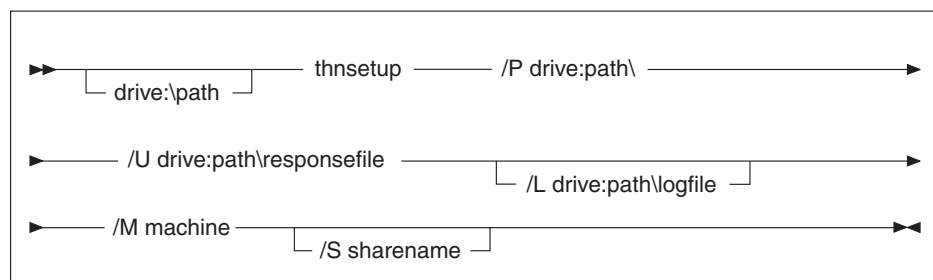 thnsetup /P drive:path\
drive:\path
/U drive:path\responsefile
/L drive:path\logfile
/M machine
/S sharename